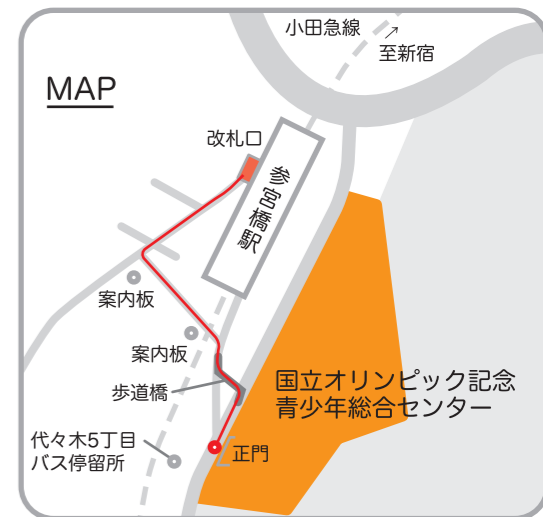 小田急線
至新宿
MAP
改札口
参宮橋駅
案内板
案内板
歩道橋
国立オリンピック記念
青少年総合センター
代々木5丁目
バス停留所
正門